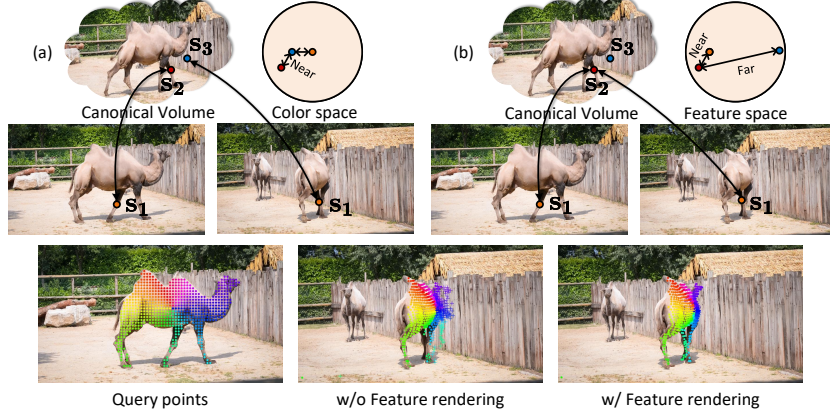 (a)
S3
S2
Near
Canonical Volume
Color space
S1
S1
(b)
S3
S2
Near
Far
Canonical Volume
Feature space
S1
S1
Query points
w/o Feature rendering
w/ Feature rendering